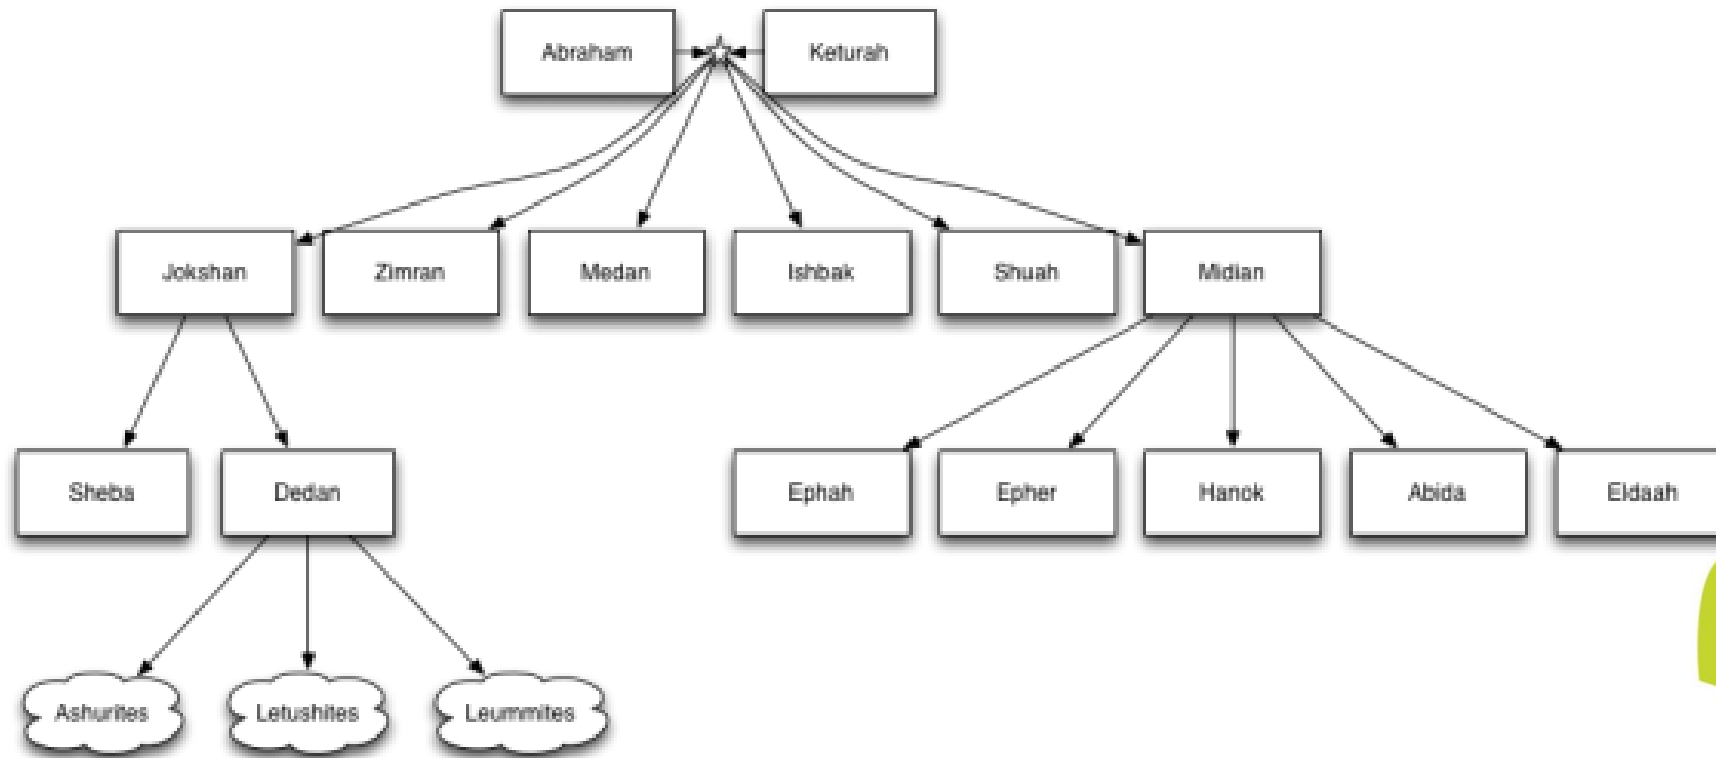 Abraham
Keturah
Jokshan
Zimran
Medan
Ishbak
Shuah
Midian
Sheba
Dedan
Ephah
Epher
Hanok
Abida
Eldaah
Ashurites
Letushites
Leummites